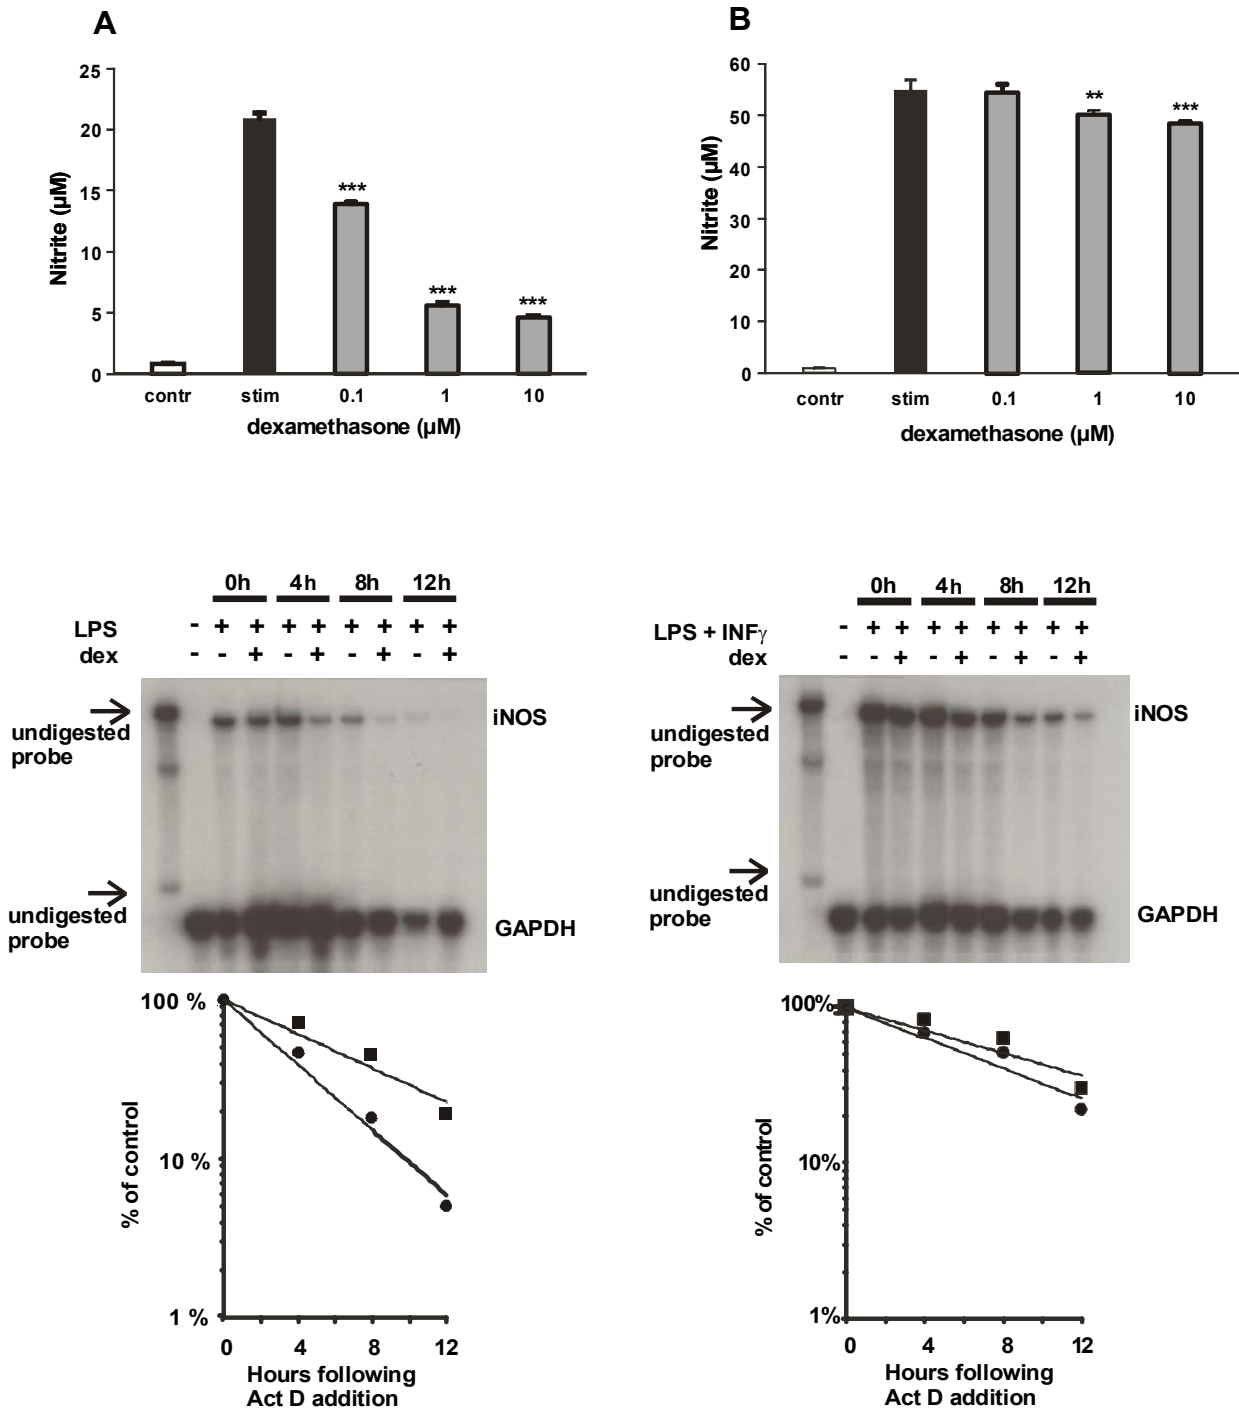 A
25
20
15
10
5
0
Nitrite (µM)
***
***
***
contr stim 0.1 1 10
dexamethasone (µM)
B
60
50
40
30
20
10
0
Nitrite (µM)
**
***
contr stim 0.1 1 10
dexamethasone (µM)
0h 4h 8h 12h
LPS - + + + + + + + +
dex - - + - + - + - +
undigested
probe
iNOS
undigested
probe
GAPDH
100 %
10 %
1 %
% of control
0 4 8 12
Hours following
Act D addition
0h 4h 8h 12h
LPS + INFγ - + + + + + + + +
dex - - + - + - + - +
undigested
probe
iNOS
undigested
probe
GAPDH
100%
10%
1%
% of control
0 4 8 12
Hours following
Act D addition